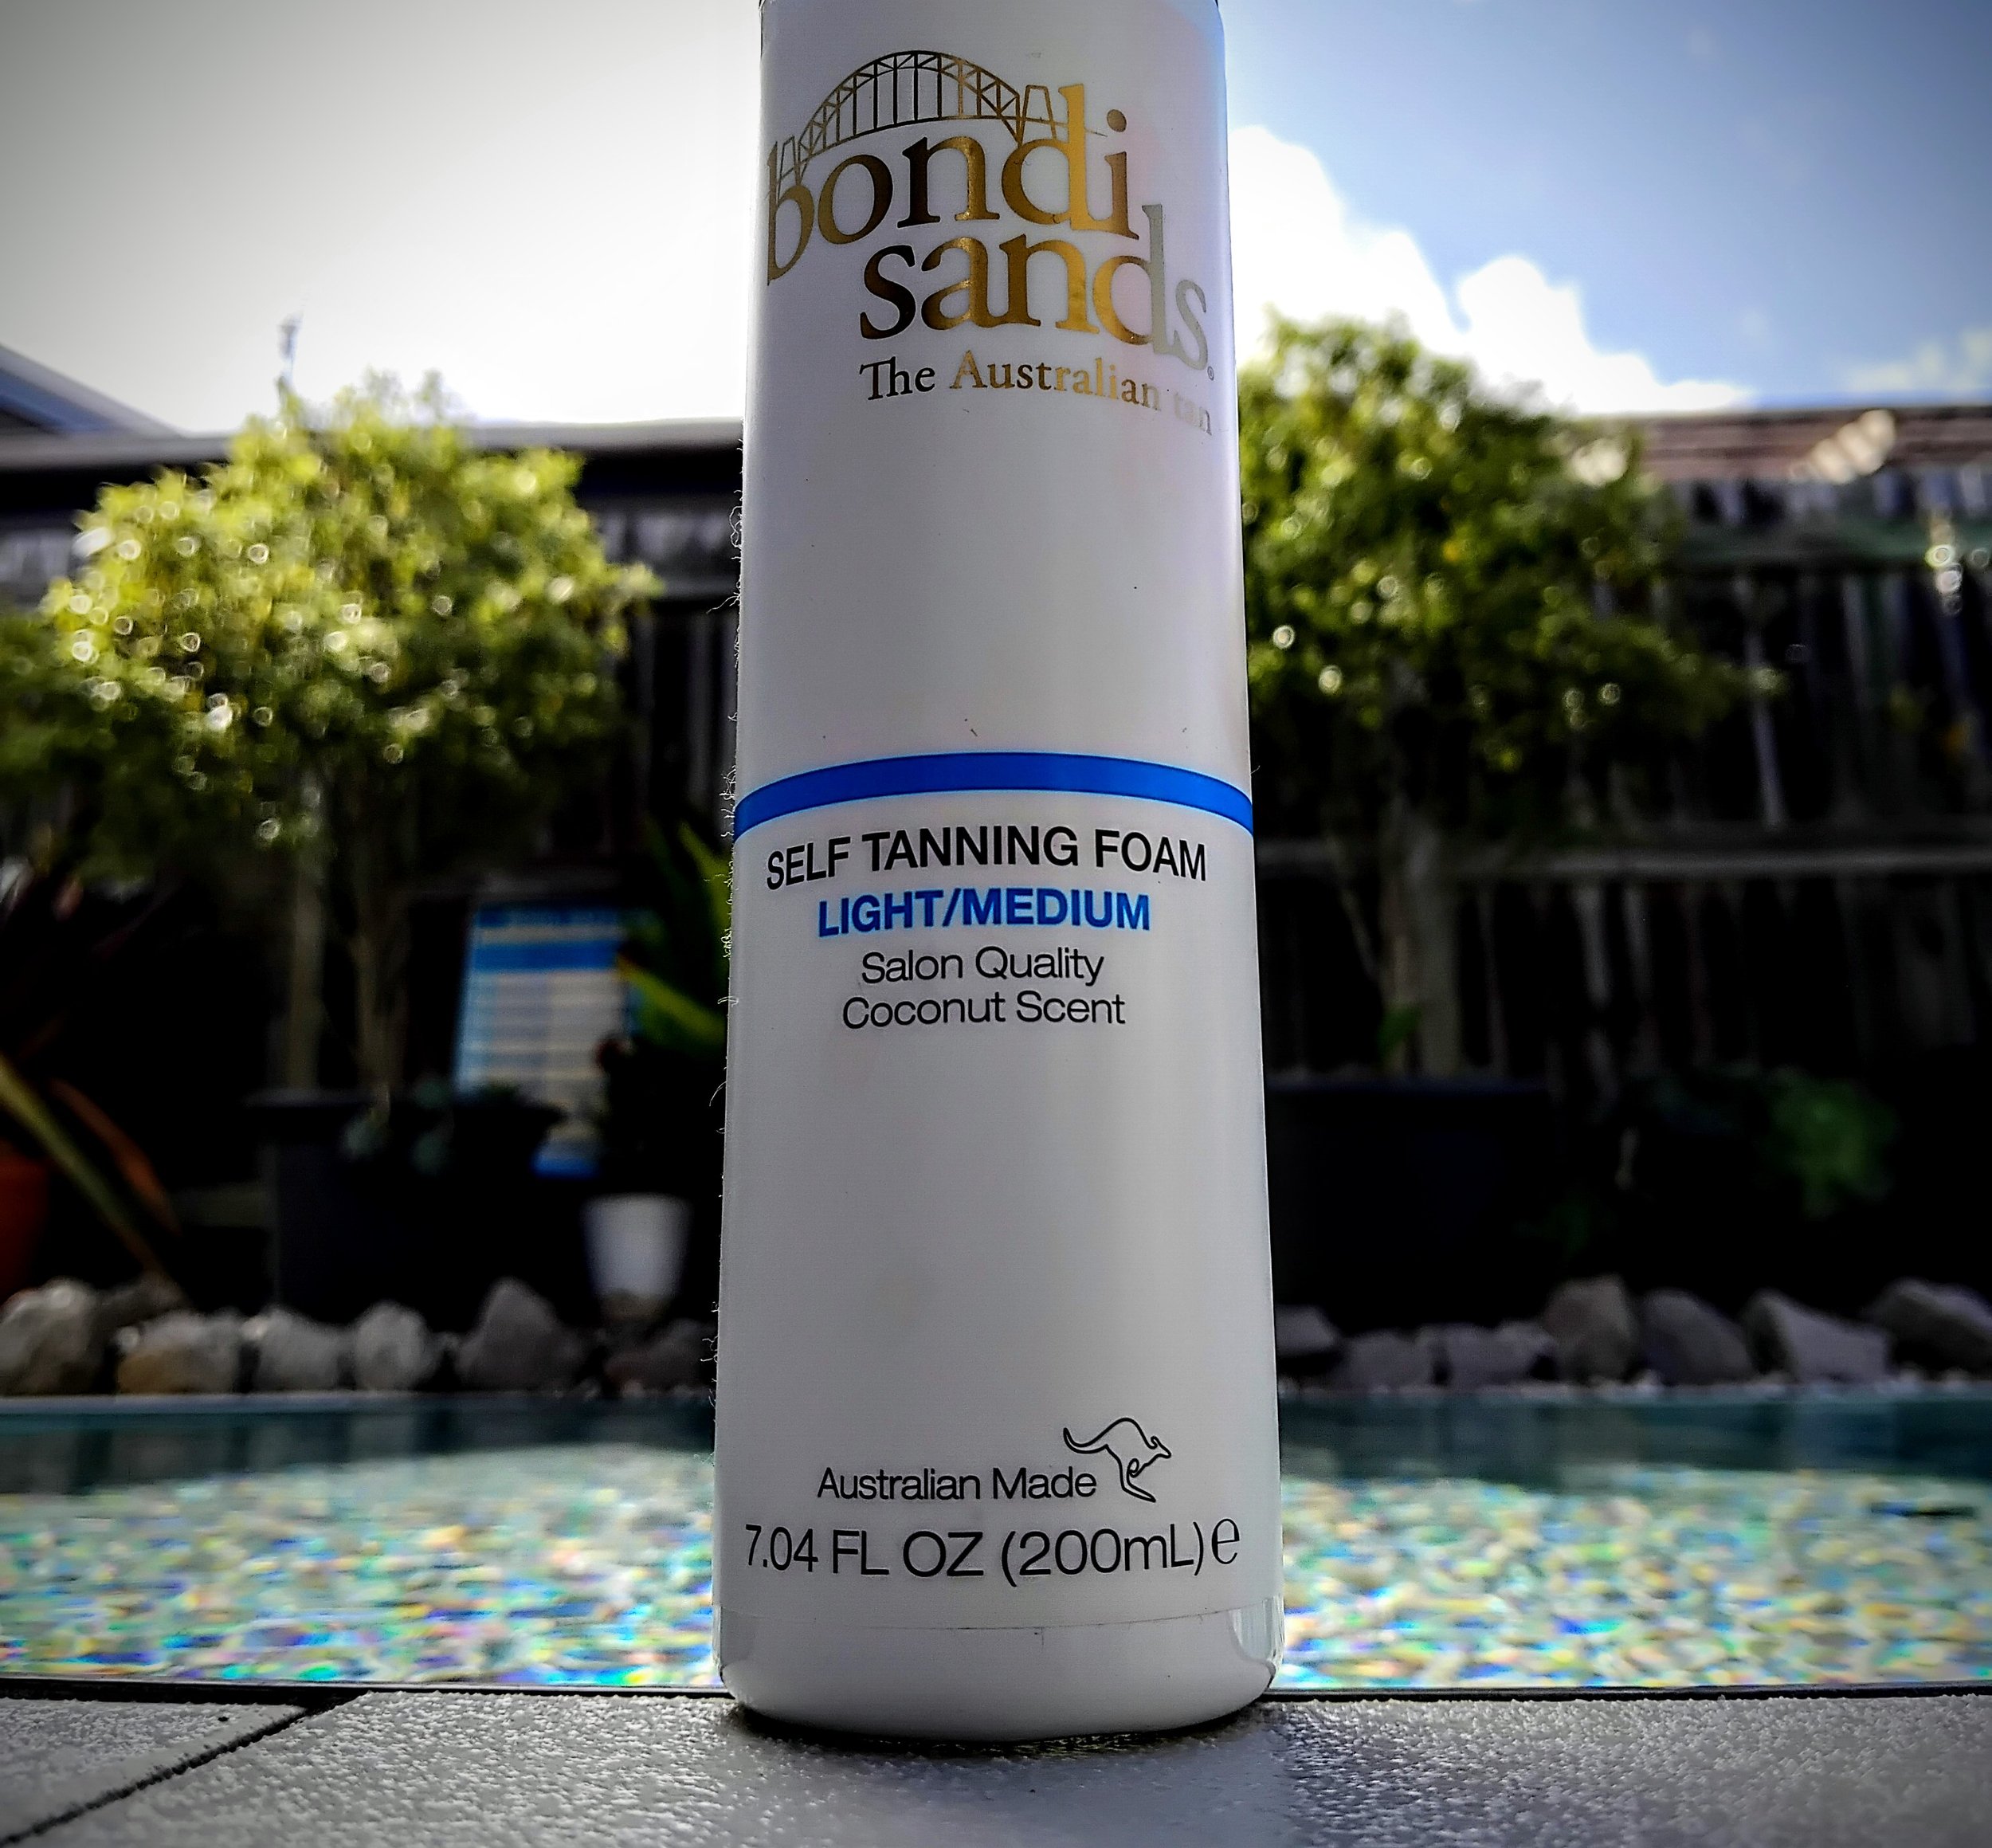 bondi
sands®
The Australian tan
SELF TANNING FOAM
LIGHT/MEDIUM
Salon Quality
Coconut Scent
Australian Made
7.04 FL OZ (200mL) e